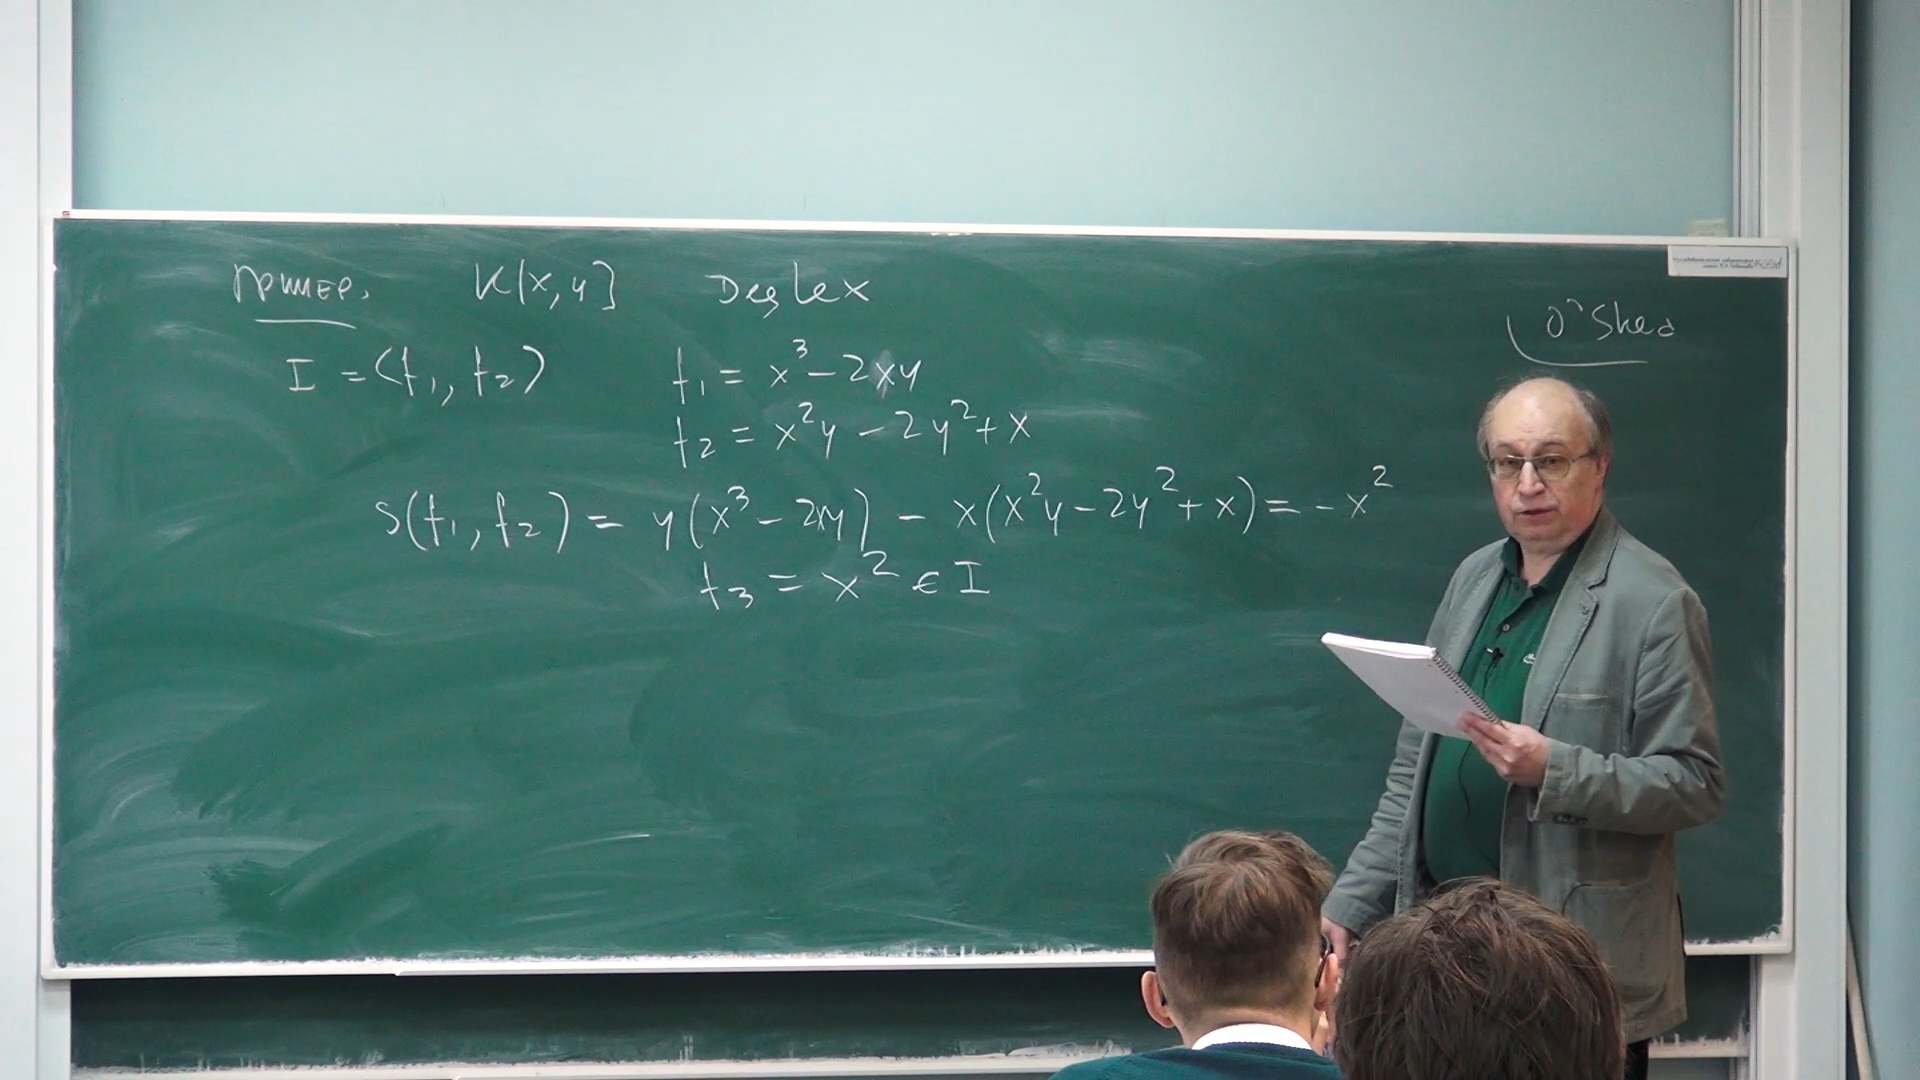 Пример. K[x,y] Deglex
O'Shea
I = (f₁, f₂) f₁ = x³ – 2xy
f₂ = x²y – 2y² + x
S(f₁, f₂) = y(x³ – 2xy) – x(x²y – 2y² + x) = – x²
f₃ = x² ∈ I